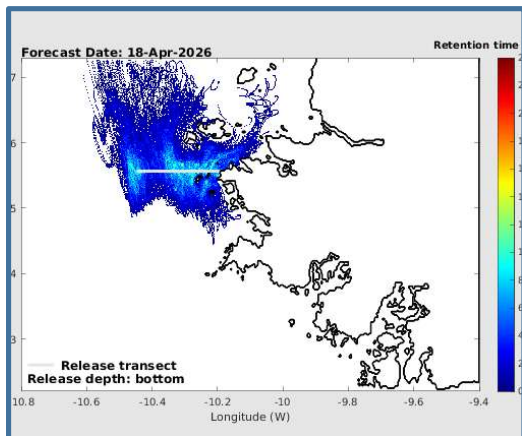 Forecast Date: 18-Apr-2026
Retention time
7
6
5
4
3
Release transect
Release depth: bottom
10.8
-10.6
-10.4
-10.2
-10
-9.8
-9.6
-9.4
Longitude (W)